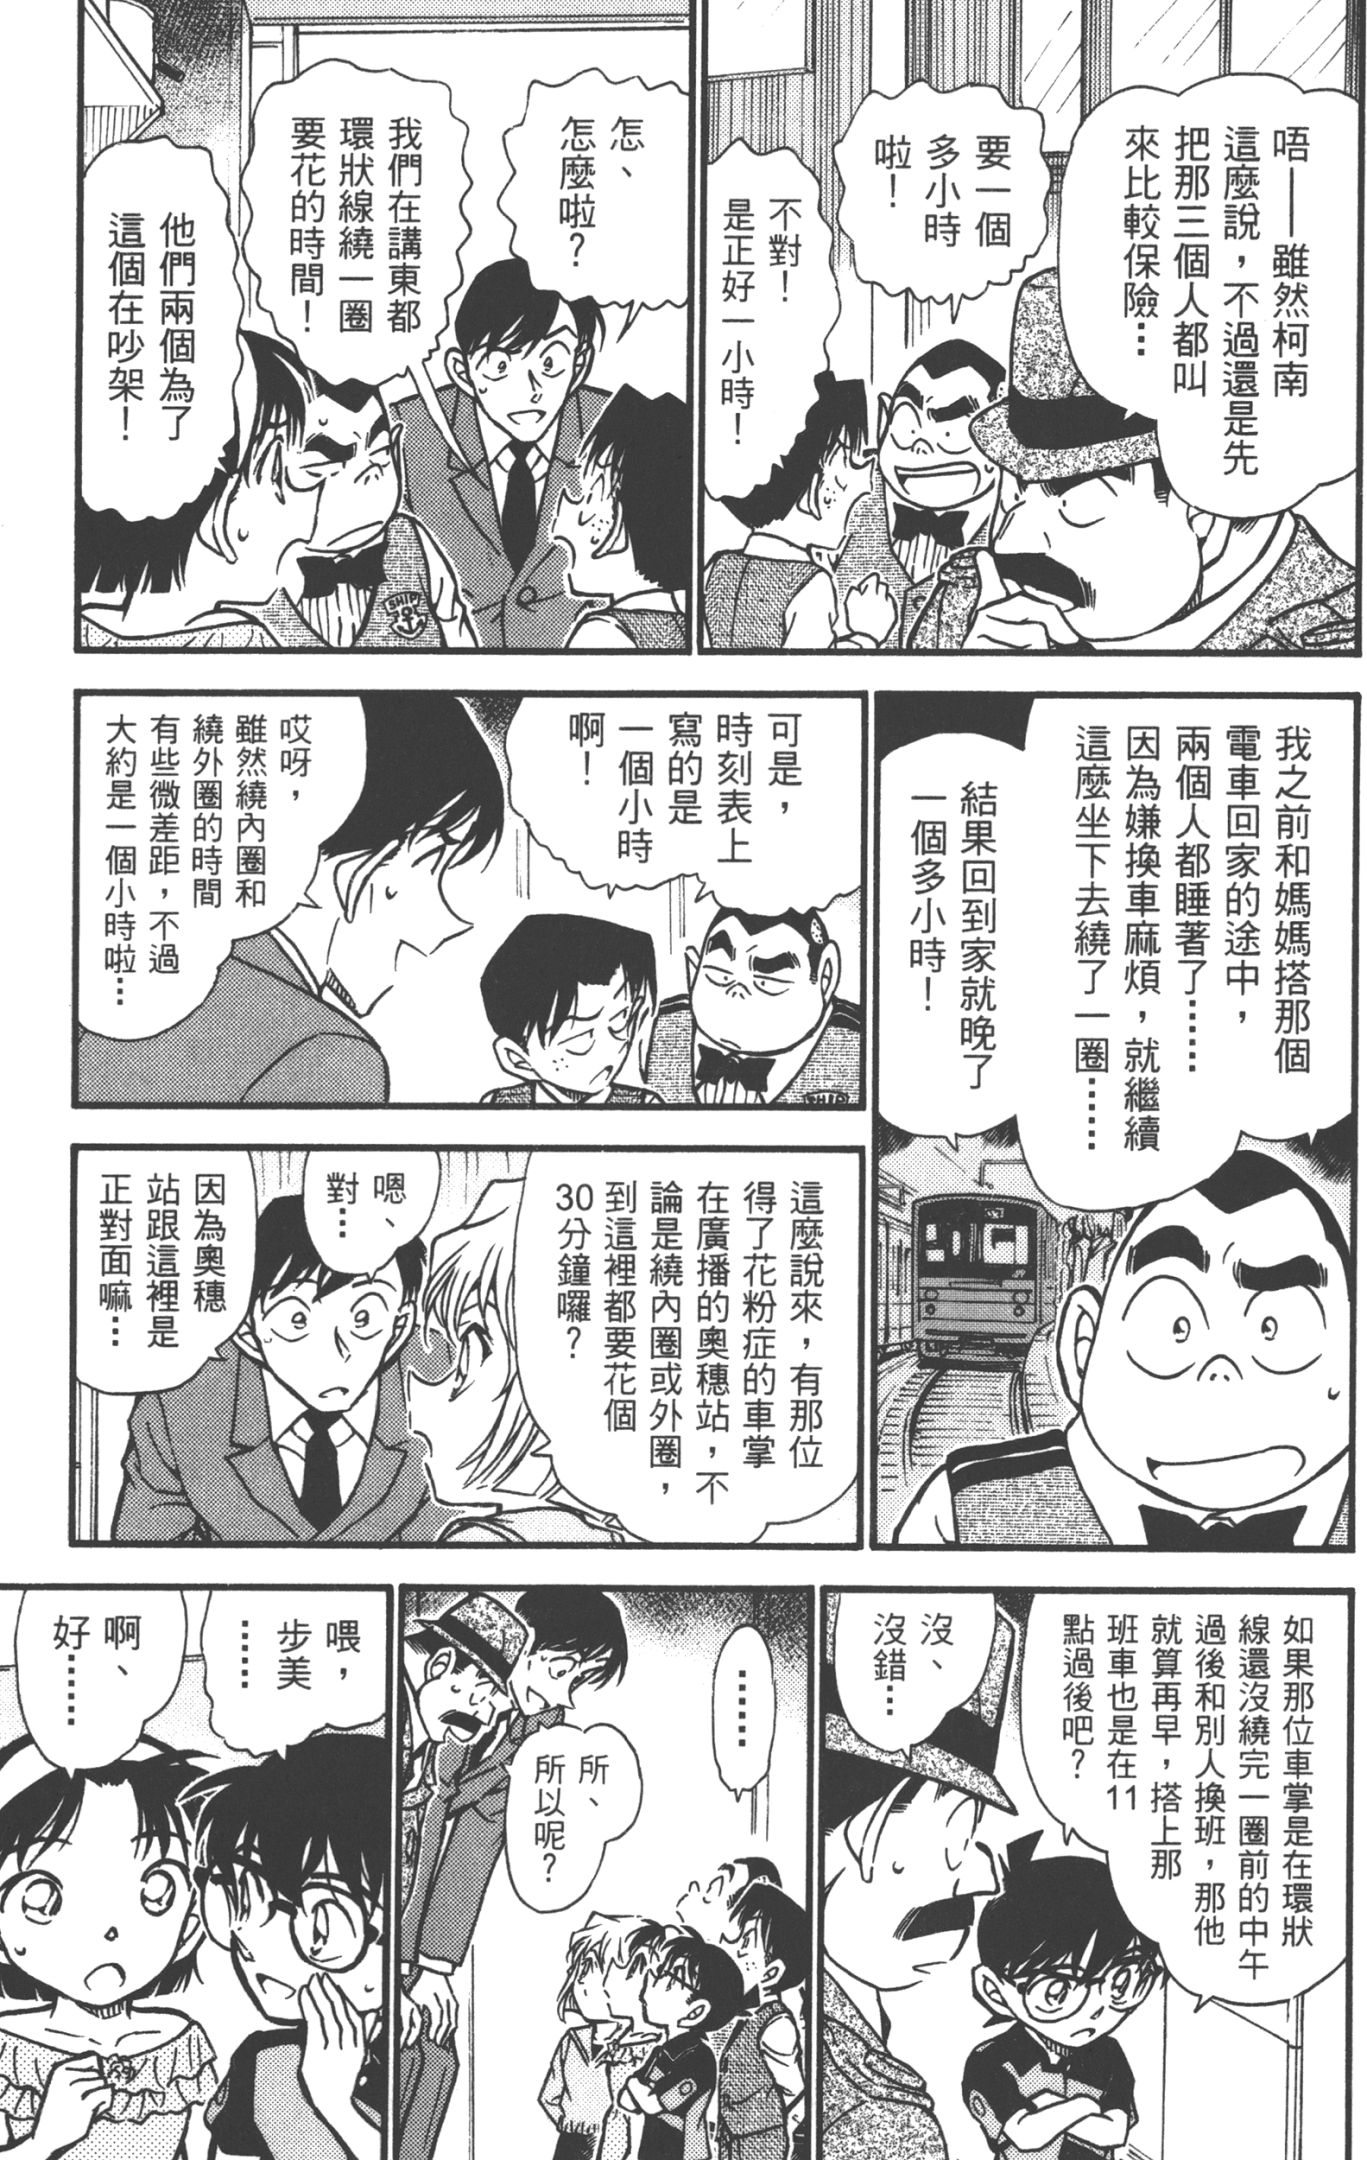 唔——雖然柯南
這麼說，不過還是先
把那三個人都叫
來比較保險…
要一個
多小時
啦！
不對！
是正好一小時！
怎、
怎麼啦？
我們在講東都
環狀線繞一圈
要花的時間！
他們兩個為了
這個在吵架！
SHIP
我之前和媽媽搭那個
電車回家的途中，
兩個人都睡著了……
因為嫌換車麻煩，就繼續
這麼坐下去繞了一圈……
結果回到家就晚了
一個多小時！
可是，
時刻表上
寫的是
一個小時
啊！
SHIP
哎呀，
雖然繞內圈和
繞外圈的時間
有些微差距，不過
大約是一個小時啦…
這麼說來，有那位
得了花粉症的車掌
在廣播的奧穗站，不
論是繞內圈或外圈，
到這裡都要花個
30分鐘囉？
嗯、
對…
因為奧穗
站跟這裡是
正對面嘛…
如果那位車掌是在環狀
線還沒繞完一圈前的中午
過後和別人換班，那他
就算再早，搭上那
班車也是在11
點過後吧？
沒、
沒錯…
……
所、
所以呢？
喂，
步美
……
啊、
好……